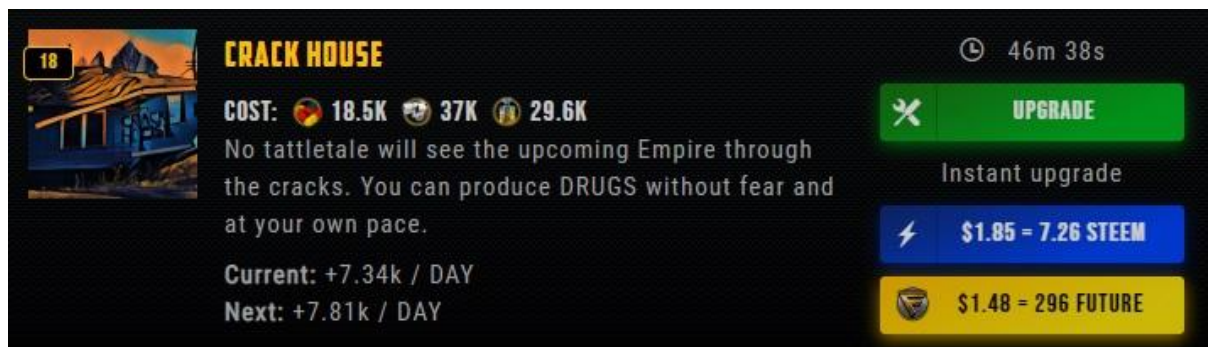 18
CRACK HOUSE
COST: 18.5K 37K 29.6K
No tattletale will see the upcoming Empire through
the cracks. You can produce DRUGS without fear and
at your own pace.
Current: +7.34k / DAY
Next: +7.81k / DAY
46m 38s
UPGRADE
Instant upgrade
$1.85 = 7.26 STEEM
$1.48 = 296 FUTURE